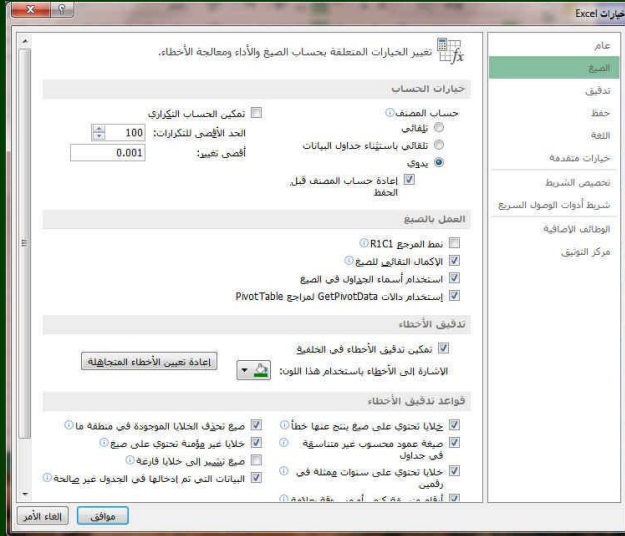 خيارات Excel
عام
الصيغ
تدقيق
حفظ
اللغة
خيارات متقدمة
تخصيص الشريط
شريط أدوات الوصول السريع
الوظائف الإضافية
مركز التوثيق
تغيير الخيارات المتعلقة بحساب الصيغ والأداء ومعالجة الأخطاء.
خيارات الحساب
حساب المصنف
تلقائي
تلقائي باستثناء جداول البيانات
يدوي
إعادة حساب المصنف قبل
الحفظ
تمكين الحساب التكراري
الحد الأقصى للتكرارات: 100
أقصى تغيير: 0.001
العمل بالصيغ
نمط المرجع R1C1
الإكمال التلقائي للصيغ
استخدام أسماء الجداول في الصيغ
إستخدام دالات GetPivotData لمراجع PivotTable
تدقيق الأخطاء
تمكين تدقيق الأخطاء في الخلفية
الإشارة إلى الأخطاء باستخدام هذا اللون:
إعادة تعيين الأخطاء المتجاهلة
قواعد تدقيق الأخطاء
خلايا تحتوي على صيغ ينتج عنها خطأ
صيغة عمود محسوب غير متناسقة
في جداول
خلايا تحتوي على سنوات ممثلة في
رقمين
صيغ تحذف الخلايا الموجودة في منطقة ما
خلايا غير مؤمنة تحتوي على صيغ
صيغ تشير إلى خلايا فارغة
البيانات التي تم إدخالها في الجدول غير صالحة
موافق
إلغاء الأمر